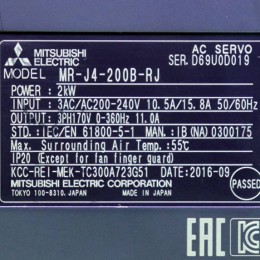 MITSUBISHI
ELECTRIC
AC SERVO
SER. D69U0D019
MODEL MR-J4-200B-RJ
POWER : 2kW
INPUT : 3AC/AC200-240V 10.5A/15.8A 50/60Hz
OUTPUT: 3PH170V 0-360Hz 11.0A
STD.: IEC/EN 61800-5-1 MAN.: IB (NA) 0300175
Max. Surrounding Air Temp.: 55℃
IP20 (Except for fan finger guard)
KCC-REI-MEK-TC300A723G51 DATE:2016-09
MITSUBISHI ELECTRIC CORPORATION
TOKYO 100-8310, JAPAN MADE IN JAPAN
PASSED
EAC